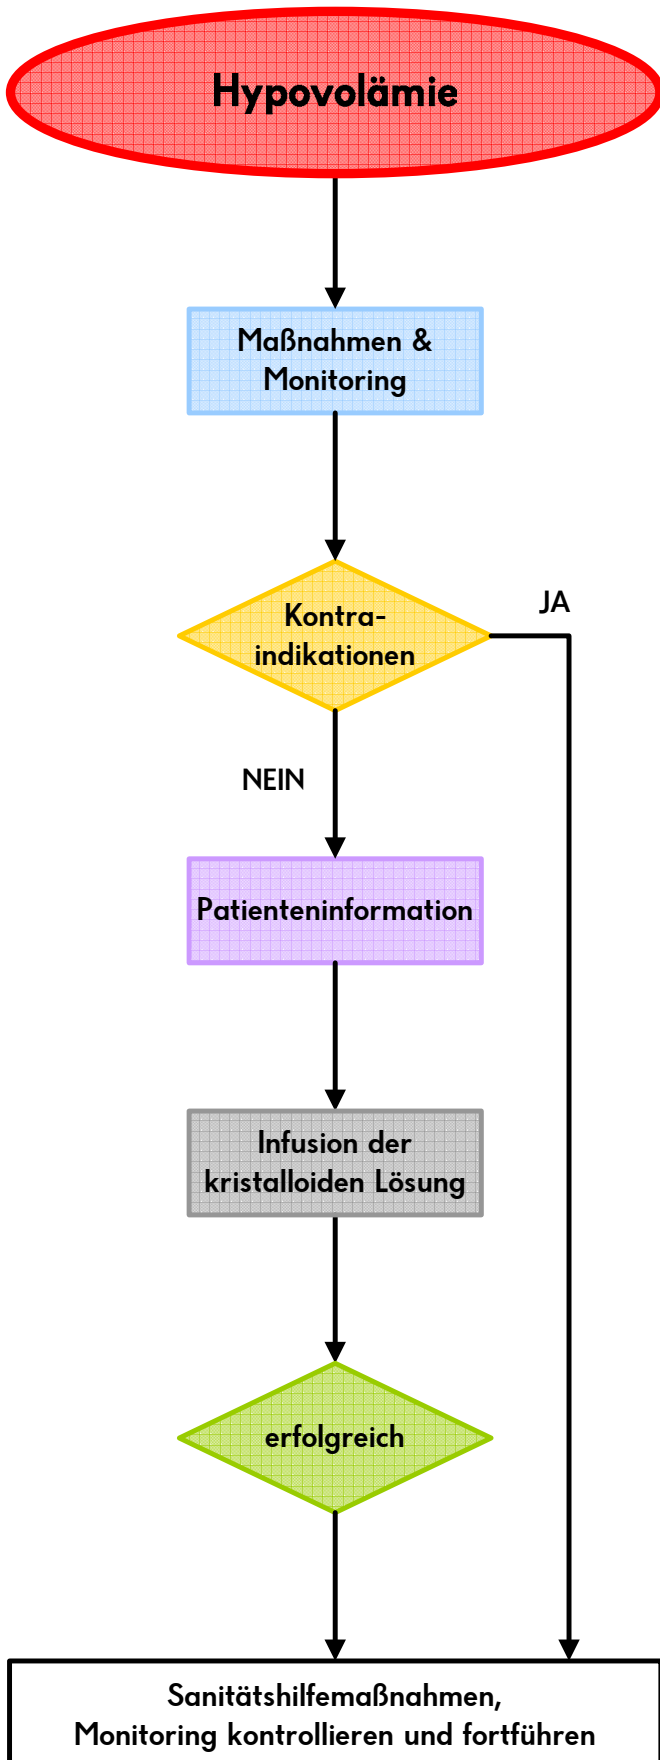 Hypovolämie
Maßnahmen &
Monitoring
Kontra-
indikationen
JA
NEIN
Patienteninformation
Infusion der
kristalloiden Lösung
erfolgreich
Sanitätshilfemaßnahmen,
Monitoring kontrollieren und fortführen